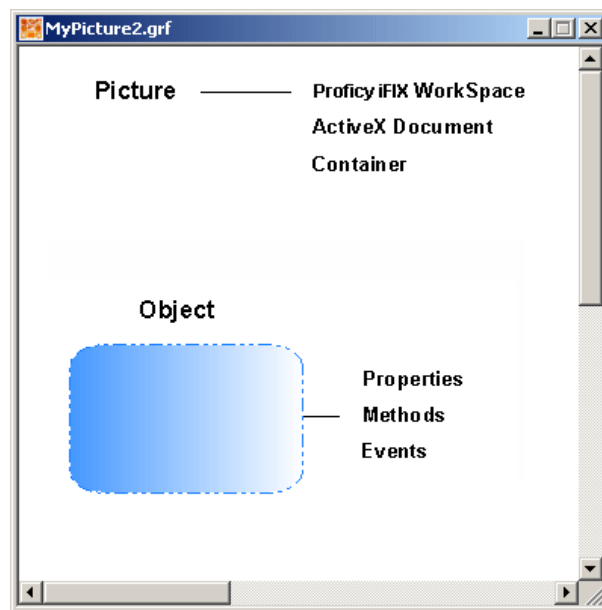 MyPicture2.grf
Picture
Proficy iFIX WorkSpace
ActiveX Document
Container
Object
Properties
Methods
Events